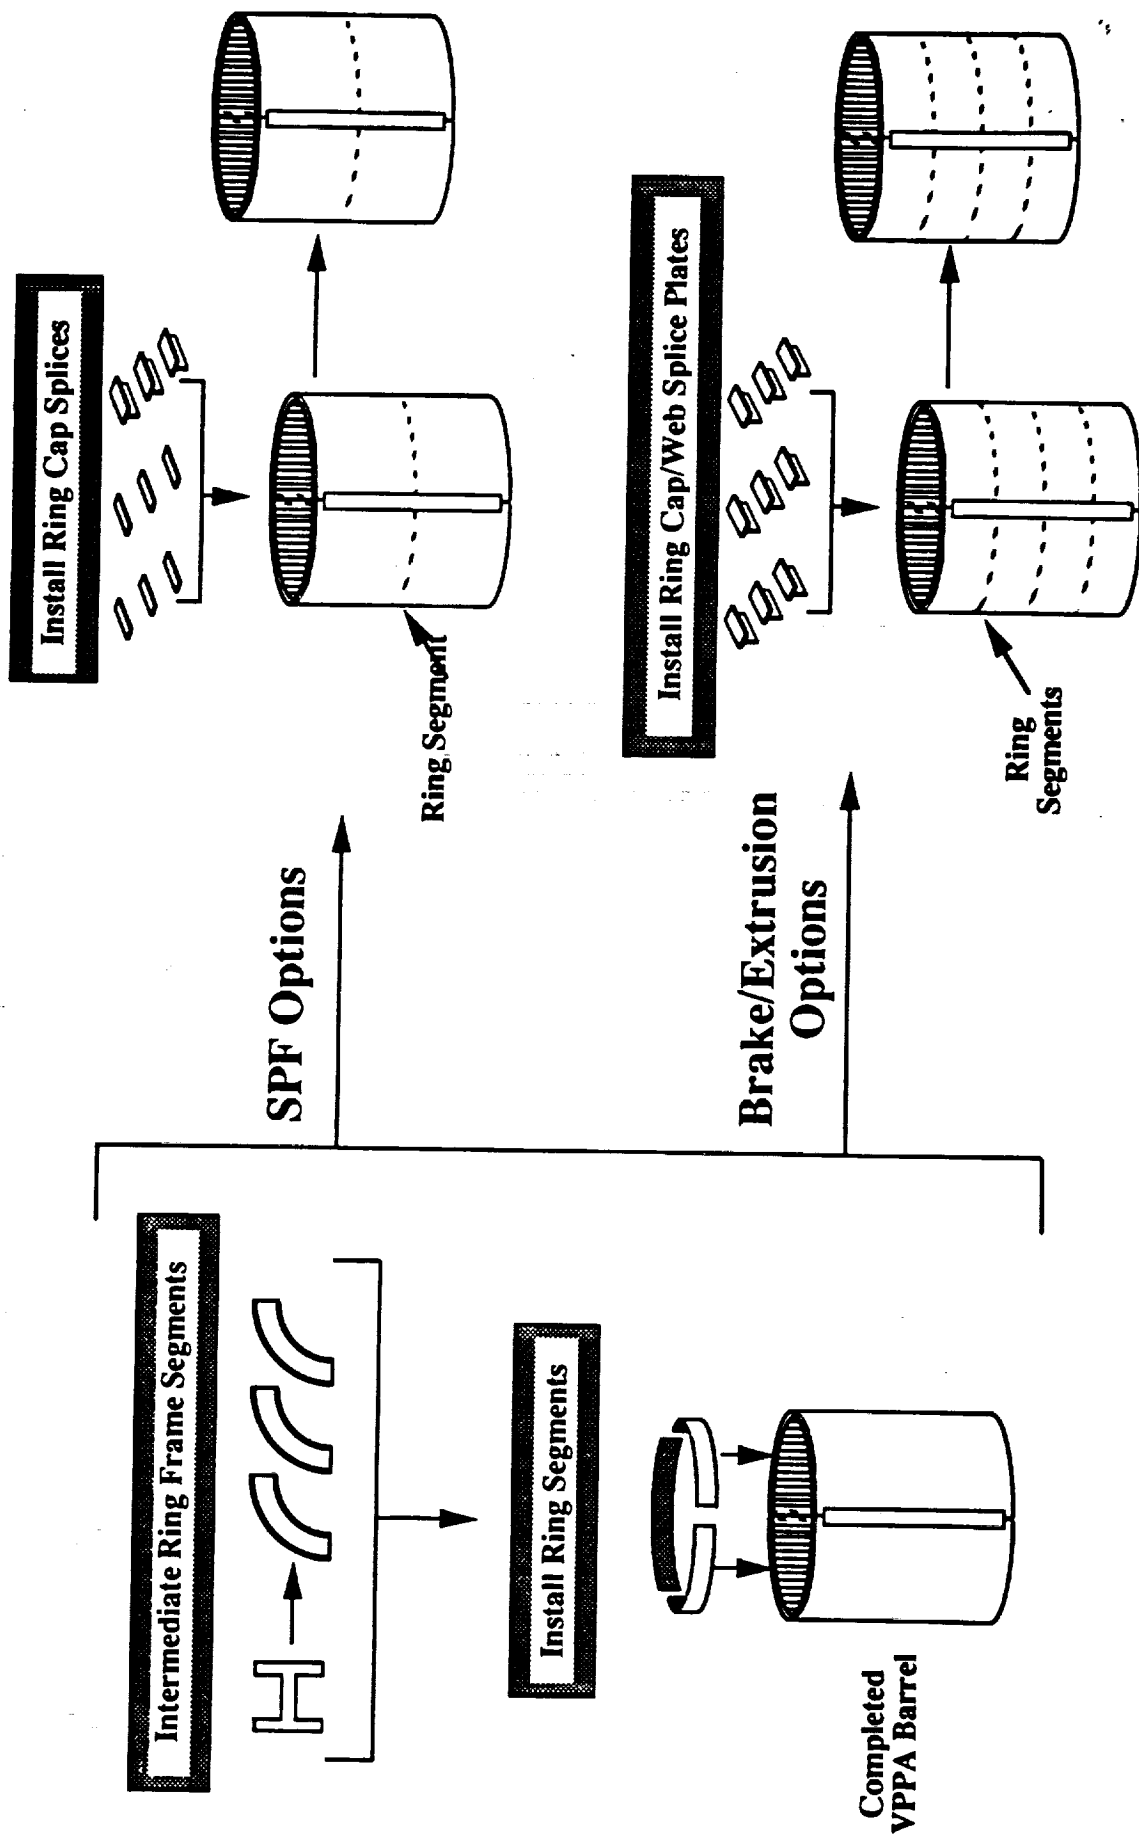 Intermediate Ring Frame Segments
Install Ring Segments
Completed
VPPA Barrel
SPF Options
Install Ring Cap Splices
Ring Segment
Brake/Extrusion
Options
Install Ring Cap/Web Splice Plates
Ring
Segments